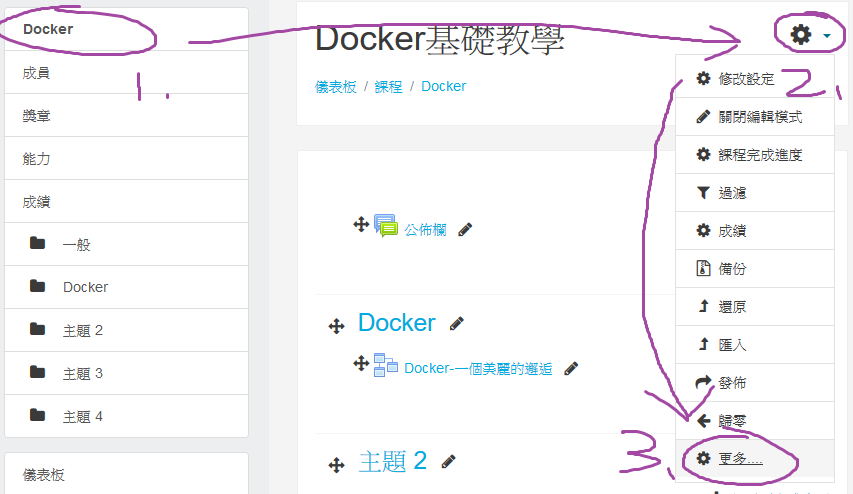 Docker
成員
獎章
能力
成績
一般
Docker
主題 2
主題 3
主題 4
儀表板
1.
Docker基礎教學
儀表板 / 課程 / Docker
公佈欄
Docker
Docker-一個美麗的邂逅
主題 2
2.
修改設定
關閉編輯模式
課程完成進度
過濾
成績
備份
還原
匯入
發佈
歸零
3.
更多....